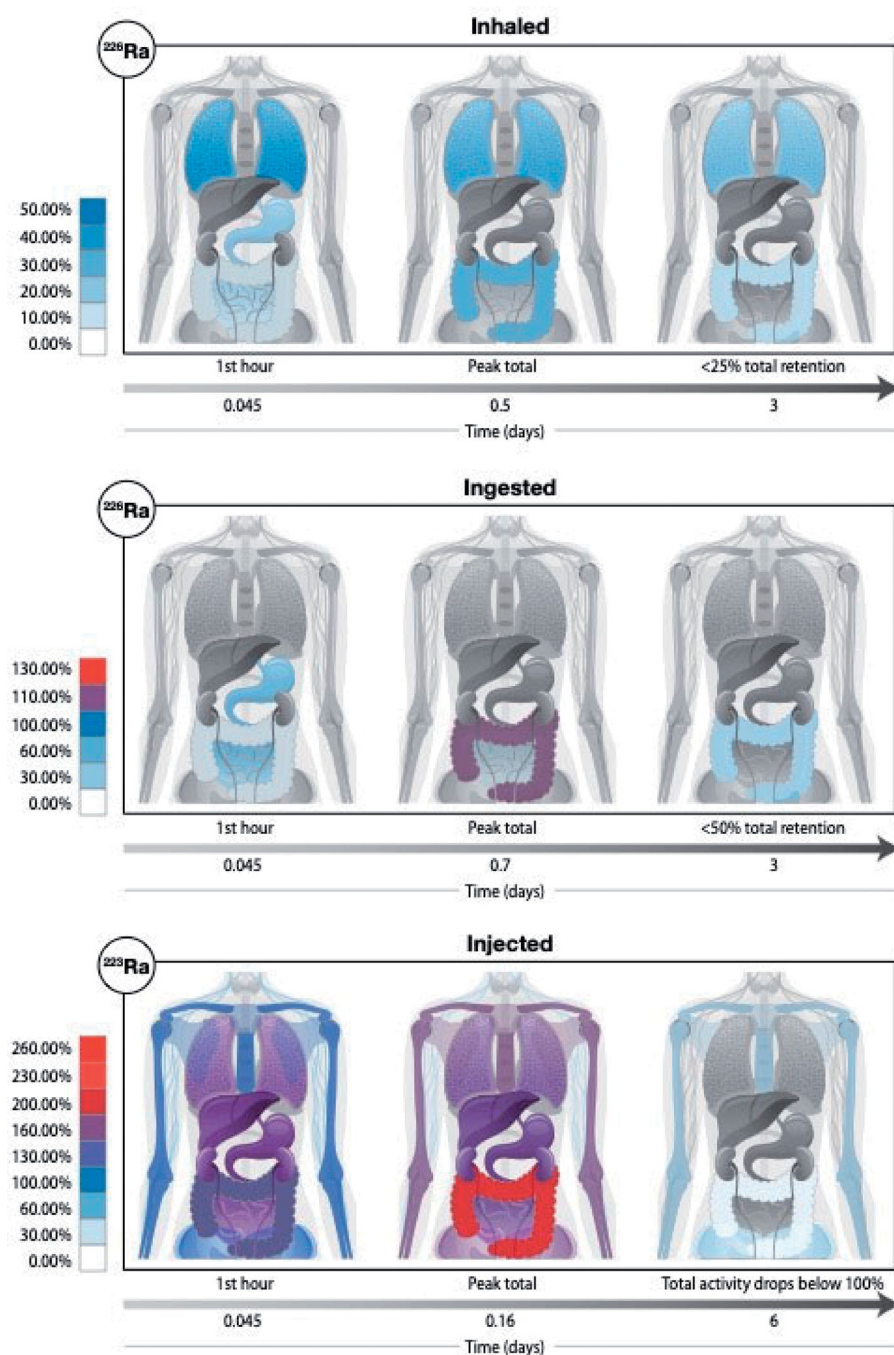 Inhaled
²²⁶Ra
50.00%
40.00%
30.00%
20.00%
10.00%
0.00%
1st hour Peak total <25% total retention
0.045 0.5 3
Time (days)
Ingested
²²⁶Ra
130.00%
110.00%
100.00%
60.00%
30.00%
0.00%
1st hour Peak total <50% total retention
0.045 0.7 3
Time (days)
Injected
²²³Ra
260.00%
230.00%
200.00%
160.00%
130.00%
100.00%
60.00%
30.00%
0.00%
1st hour Peak total Total activity drops below 100%
0.045 0.16 6
Time (days)